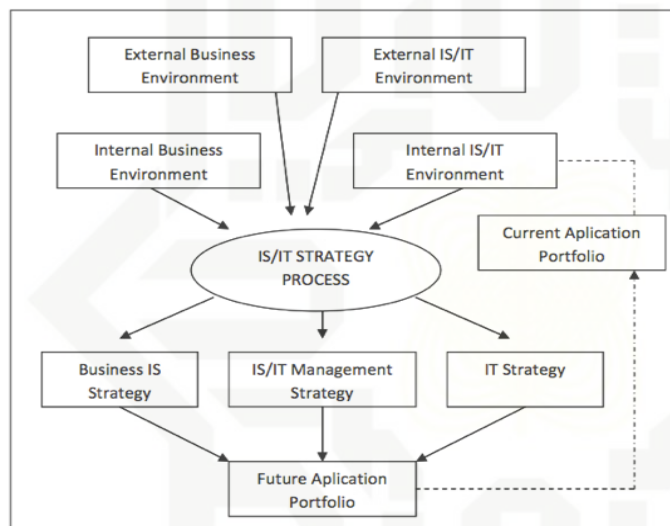 External Business
Environment
External IS/IT
Environment
Internal Business
Environment
Internal IS/IT
Environment
Current Aplication
Portfolio
IS/IT STRATEGY
PROCESS
Business IS
Strategy
IS/IT Management
Strategy
IT Strategy
Future Aplication
Portfolio